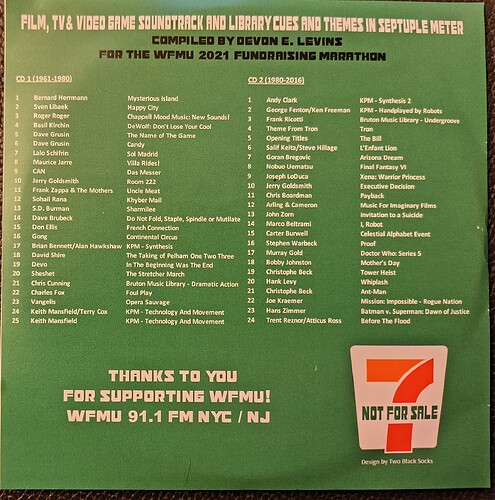 FILM, TV & VIDEO GAME SOUNDTRACK AND LIBRARY CUES AND THEMES IN SEPTUPLE METER
COMPILED BY DEVON E. LEVINS
FOR THE WFMU 2021 FUNDRAISING MARATHON
CD 1 (1961-1980)
1 Bernard Herrmann Mysterious Island
2 Sven Libaek Happy City
3 Roger Roger Chappell Mood Music: New Sounds!
4 Basil Kirchin DeWolf: Don't Lose Your Cool
5 Dave Grusin The Name of The Game
6 Dave Grusin Candy
7 Lalo Schifrin Sol Madrid
8 Maurice Jarre Villa Rides!
9 CAN Das Messer
10 Jerry Goldsmith Room 222
11 Frank Zappa & The Mothers Uncle Meat
12 Sohail Rana Khyber Mail
13 S.D. Burman Sharmilee
14 Dave Brubeck Do Not Fold, Staple, Spindle or Mutilate
15 Don Ellis French Connection
16 Gong Continental Circus
17 Brian Bennett/Alan Hawkshaw KPM - Synthesis
18 David Shire The Taking of Pelham One Two Three
19 Devo In The Beginning Was The End
20 Sheshet The Stretcher March
21 Chris Cunning Bruton Music Library - Dramatic Action
22 Charles Fox Foul Play
23 Vangelis Opera Sauvage
24 Keith Mansfield/Terry Cox KPM - Technology And Movement
25 Keith Mansfield KPM - Technology And Movement
CD 2 (1980-2016)
1 Andy Clark KPM - Synthesis 2
2 George Fenton/Ken Freeman KPM - Handplayed by Robots
3 Frank Ricotti Bruton Music Library - Undergroove
4 Theme From Tron Tron
5 Opening Titles The Bill
6 Salif Keita/Steve Hillage L'Enfant Lion
7 Goran Bregovic Arizona Dream
8 Nobuo Uematsu Final Fantasy VII
9 Joseph LoDuca Xena: Warrior Princess
10 Jerry Goldsmith Executive Decision
11 Chris Boardman Payback
12 Arling & Cameron Music For Imaginary Films
13 John Zorn Invitation to a Suicide
14 Marco Beltrami I, Robot
15 Carter Burwell Celestial Alphabet Event
16 Stephen Warbeck Proof
17 Murray Gold Doctor Who: Series 5
18 Bobby Johnston Mother's Day
19 Christophe Beck Tower Heist
20 Hank Levy Whiplash
21 Christophe Beck Ant-Man
22 Joe Kraemer Mission: Impossible - Rogue Nation
23 Hans Zimmer Batman v. Superman: Dawn of Justice
24 Trent Reznor/Atticus Ross Before The Flood
THANKS TO YOU
FOR SUPPORTING WFMU!
WFMU 91.1 FM NYC / NJ
7
NOT FOR SALE
Design by Two Black Socks